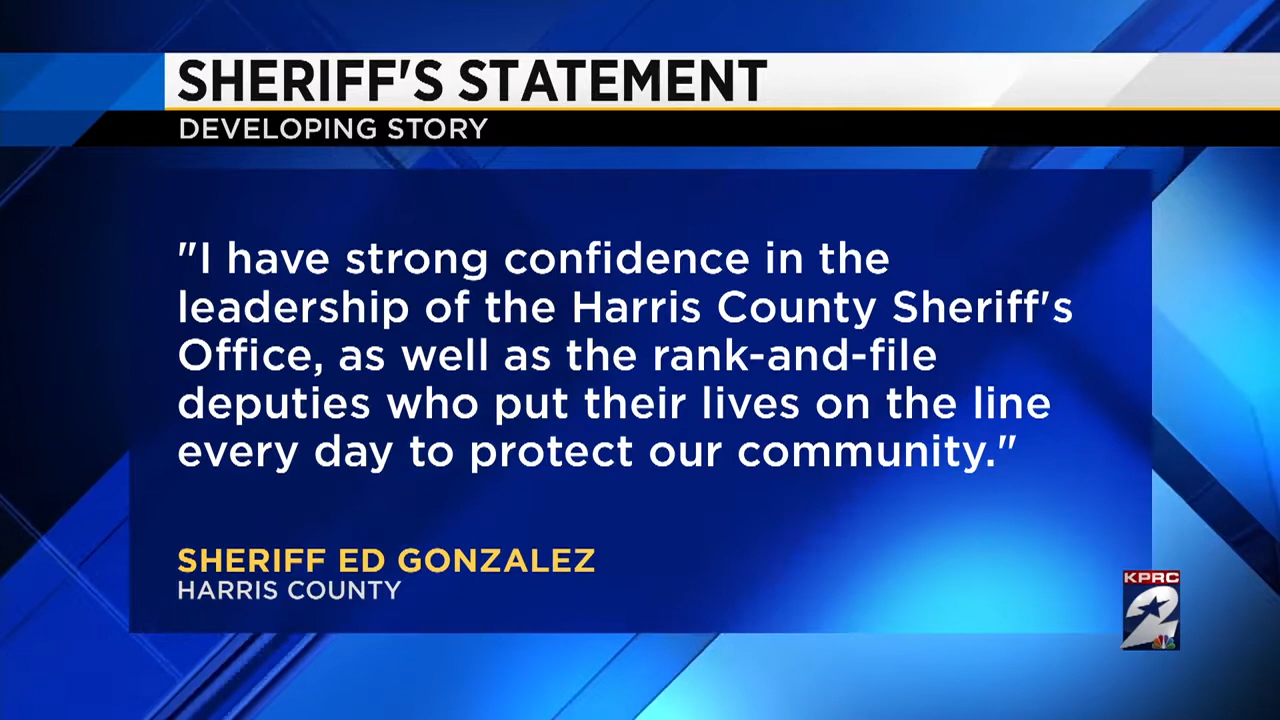 SHERIFF'S STATEMENT
DEVELOPING STORY
"I have strong confidence in the
leadership of the Harris County Sheriff's
Office, as well as the rank-and-file
deputies who put their lives on the line
every day to protect our community."
SHERIFF ED GONZALEZ
HARRIS COUNTY
KPRC
2